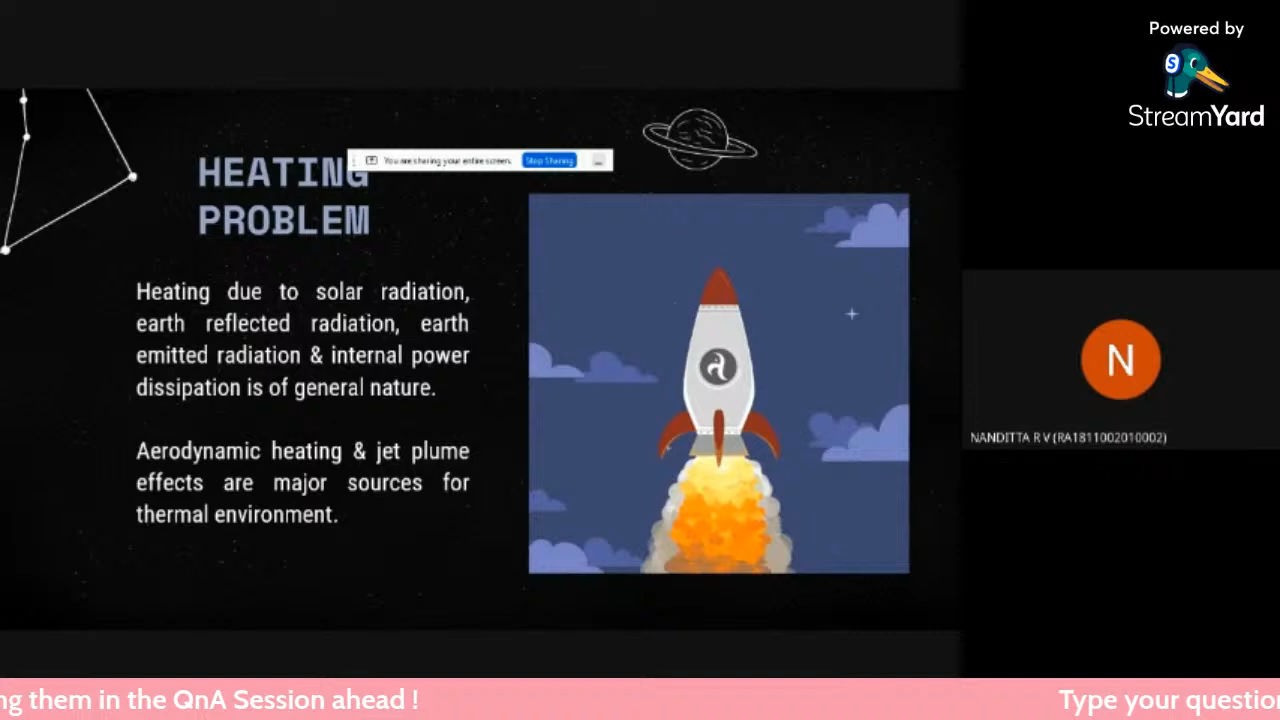 Powered by
StreamYard
You are sharing your entire screen.
Stop Sharing
HEATING
PROBLEM
Heating due to solar radiation,
earth reflected radiation, earth
emitted radiation & internal power
dissipation is of general nature.
Aerodynamic heating & jet plume
effects are major sources for
thermal environment.
N
NANDITTA R V (RA1811002010002)
ng them in the QnA Session ahead !
Type your question